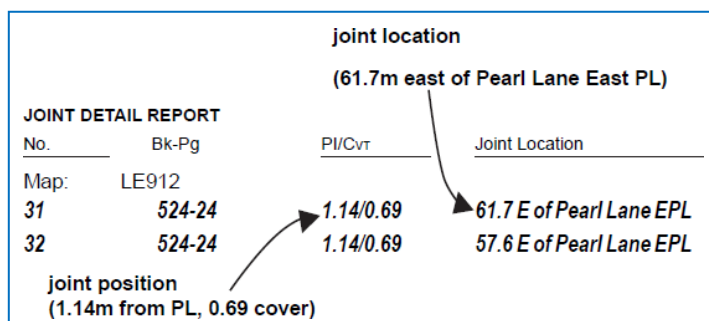 joint location
(61.7m east of Pearl Lane East PL)
JOINT DETAIL REPORT
No. Bk-Pg Pl/Cvt Joint Location
Map: LE912
31 524-24 1.14/0.69 61.7 E of Pearl Lane EPL
32 524-24 1.14/0.69 57.6 E of Pearl Lane EPL
joint position
(1.14m from PL, 0.69 cover)